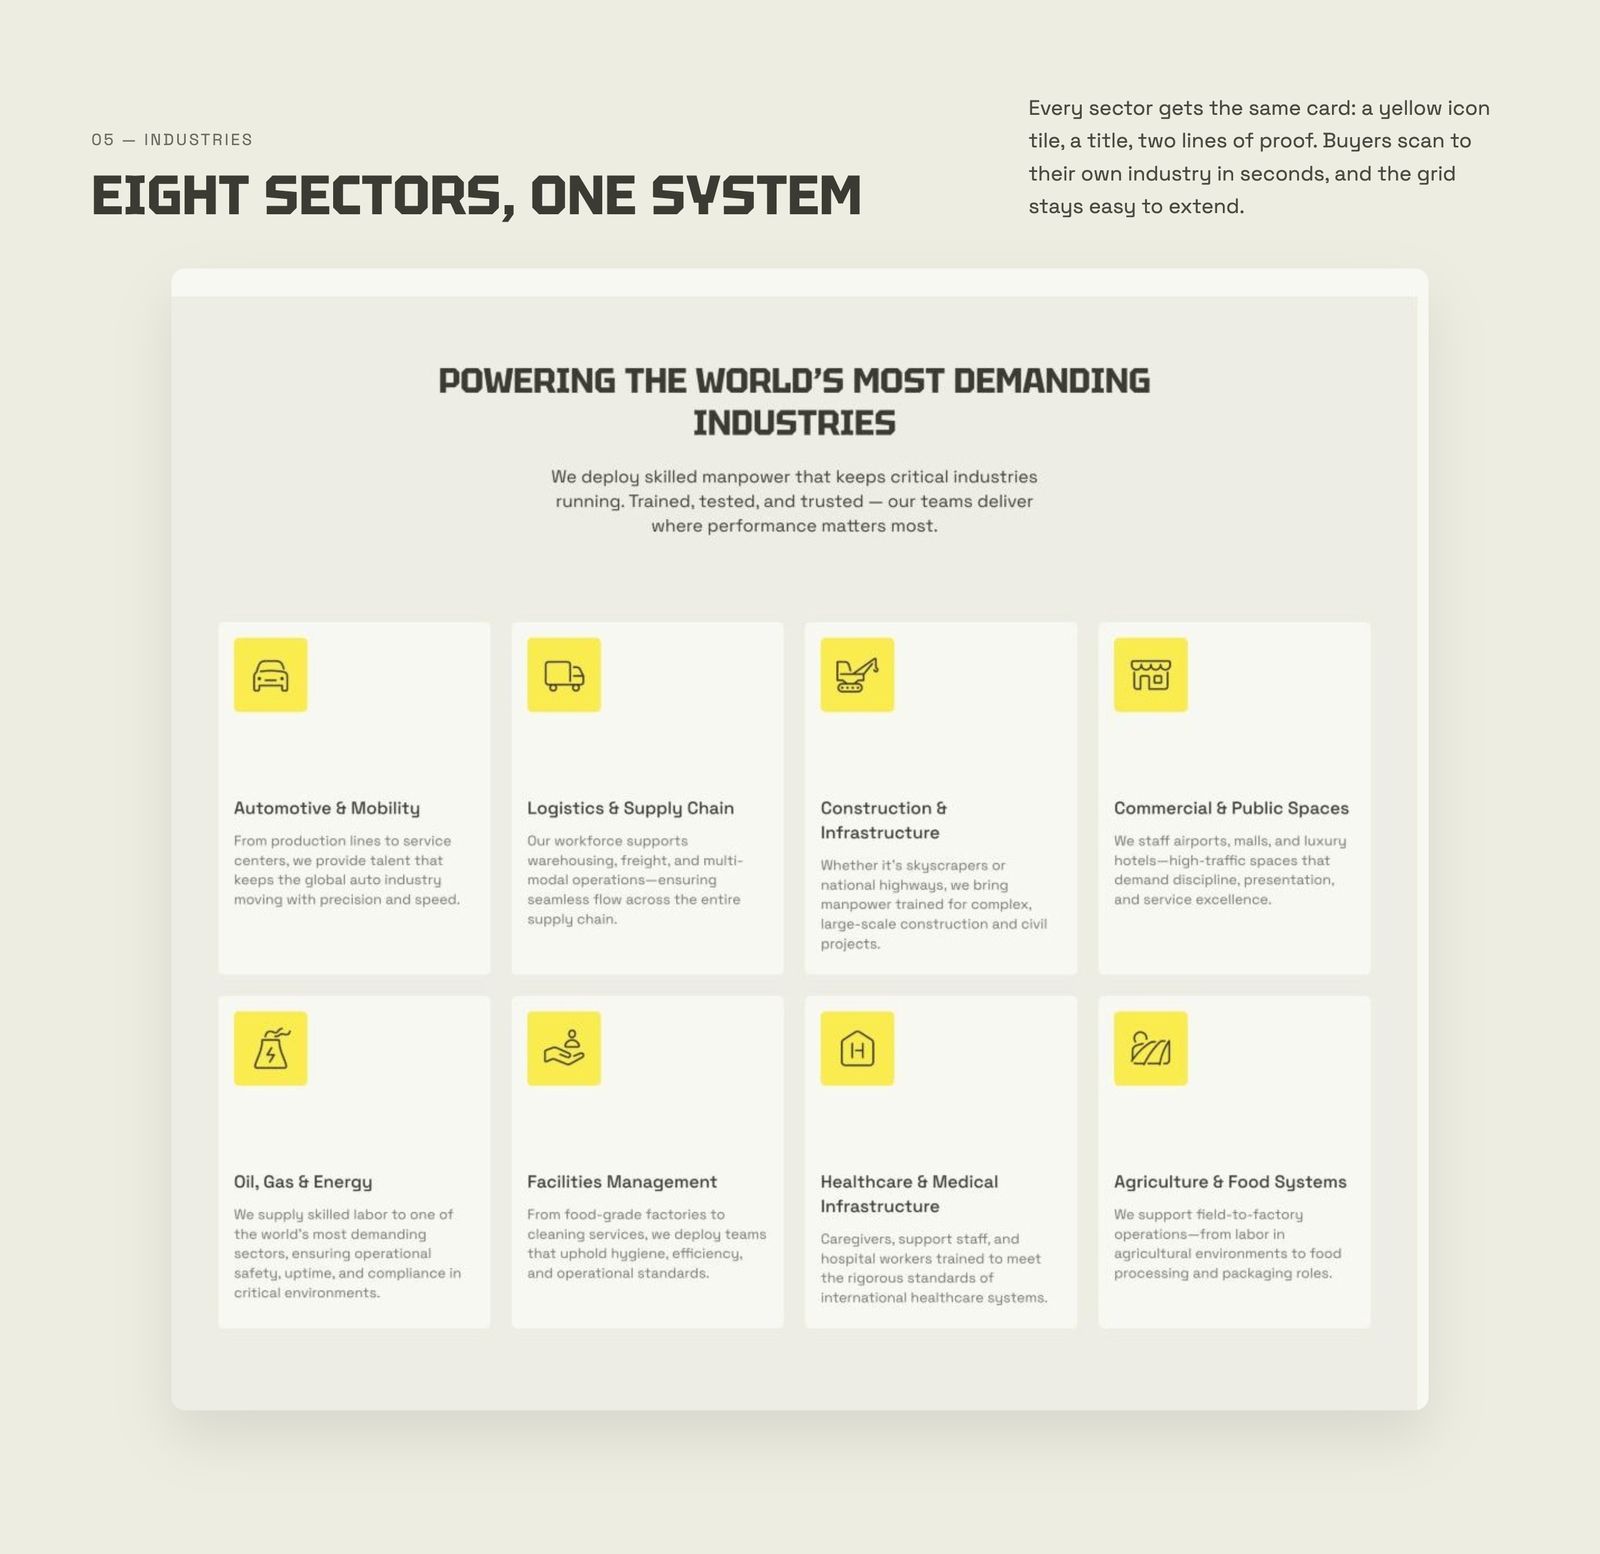 05 — INDUSTRIES
EIGHT SECTORS, ONE SYSTEM
Every sector gets the same card: a yellow icon
tile, a title, two lines of proof. Buyers scan to
their own industry in seconds, and the grid
stays easy to extend.
POWERING THE WORLD’S MOST DEMANDING
INDUSTRIES
We deploy skilled manpower that keeps critical industries
running. Trained, tested, and trusted — our teams deliver
where performance matters most.
Automotive & Mobility
From production lines to service
centers, we provide talent that
keeps the global auto industry
moving with precision and speed.
Logistics & Supply Chain
Our workforce supports
warehousing, freight, and multi-
modal operations—ensuring
seamless flow across the entire
supply chain.
Construction &
Infrastructure
Whether it’s skyscrapers or
national highways, we bring
manpower trained for complex,
large-scale construction and civil
projects.
Commercial & Public Spaces
We staff airports, malls, and luxury
hotels—high-traffic spaces that
demand discipline, presentation,
and service excellence.
Oil, Gas & Energy
We supply skilled labor to one of
the world’s most demanding
sectors, ensuring operational
safety, uptime, and compliance in
critical environments.
Facilities Management
From food-grade factories to
cleaning services, we deploy teams
that uphold hygiene, efficiency,
and operational standards.
H
Healthcare & Medical
Infrastructure
Caregivers, support staff, and
hospital workers trained to meet
the rigorous standards of
international healthcare systems.
Agriculture & Food Systems
We support field-to-factory
operations—from labor in
agricultural environments to food
processing and packaging roles.